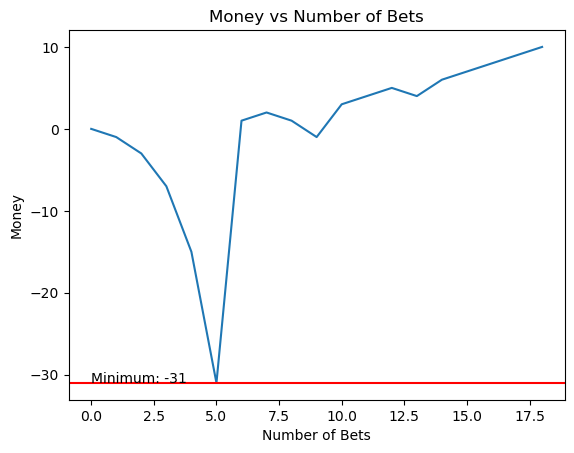 Money vs Number of Bets
10
0
−10
−20
−30
Money
Minimum: -31
0.0 2.5 5.0 7.5 10.0 12.5 15.0 17.5
Number of Bets